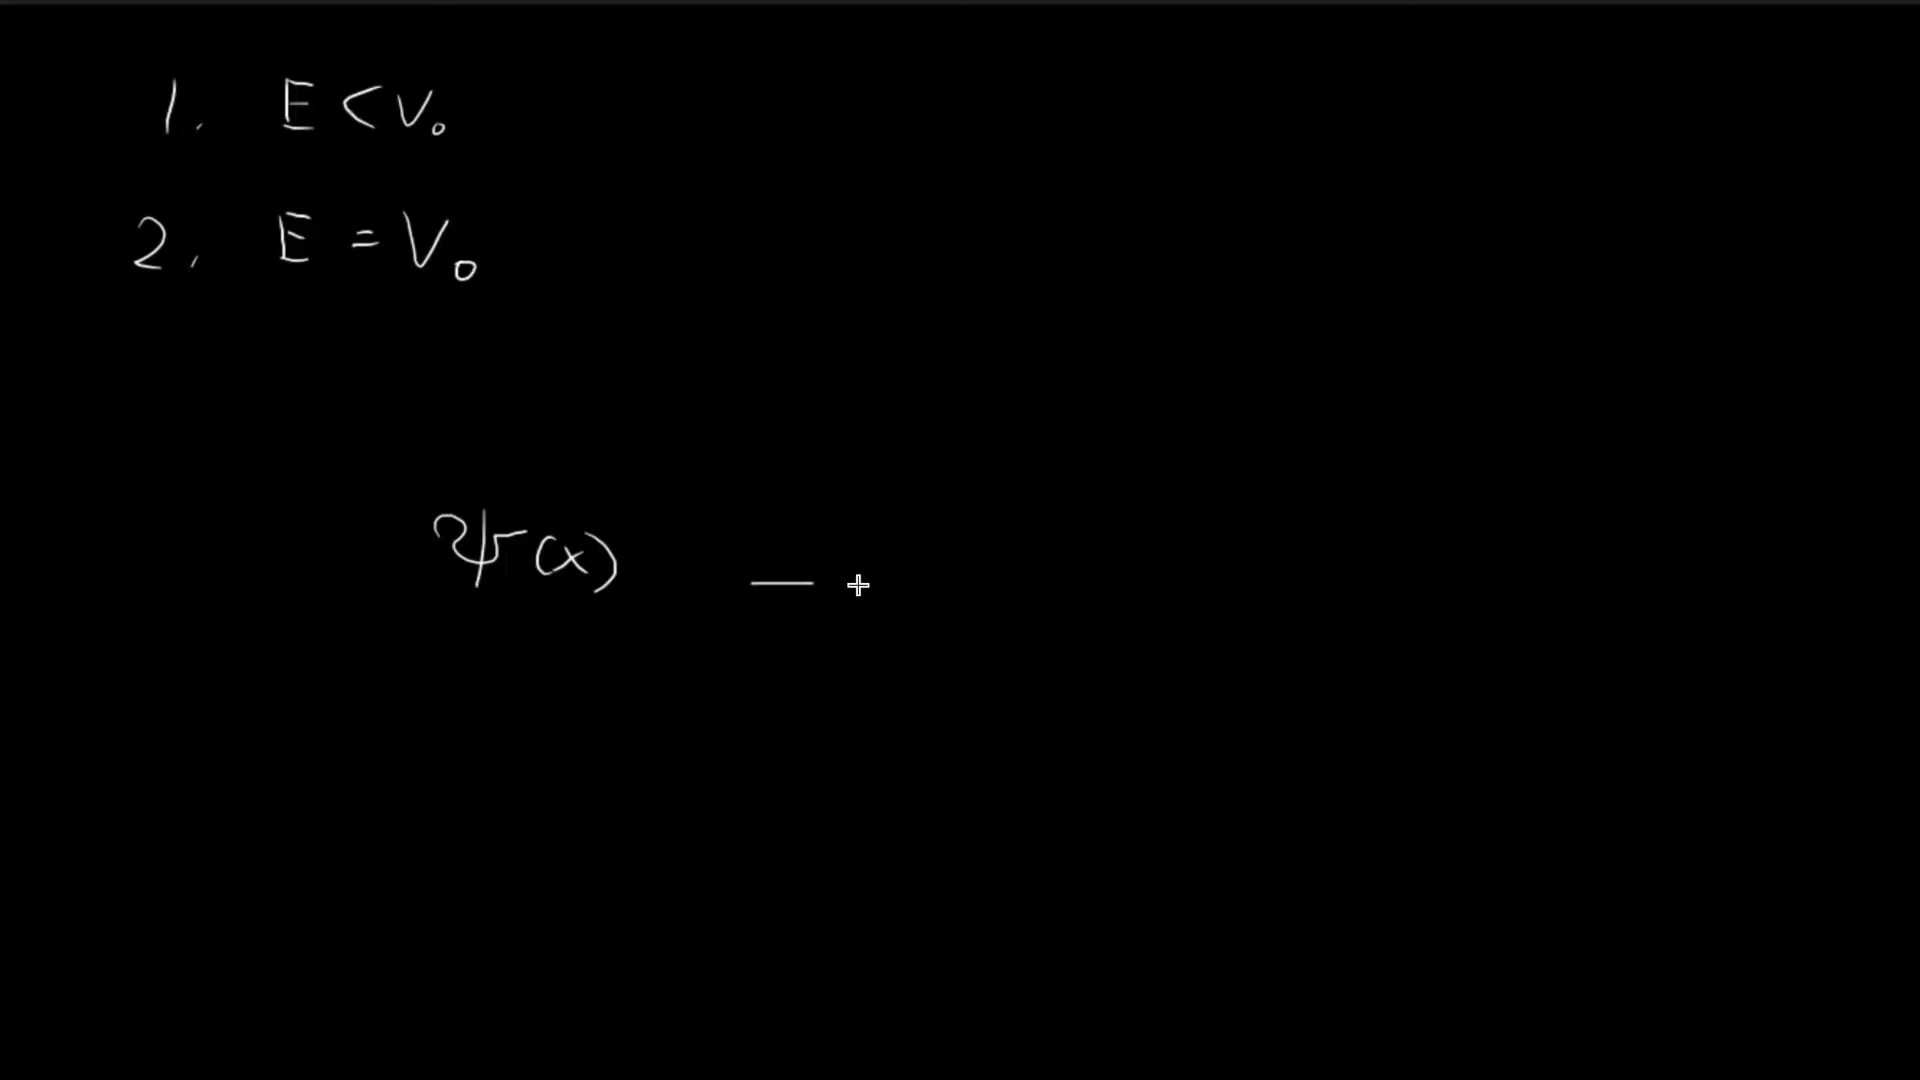 1. E < V₀
2. E = V₀
ψ(x) —